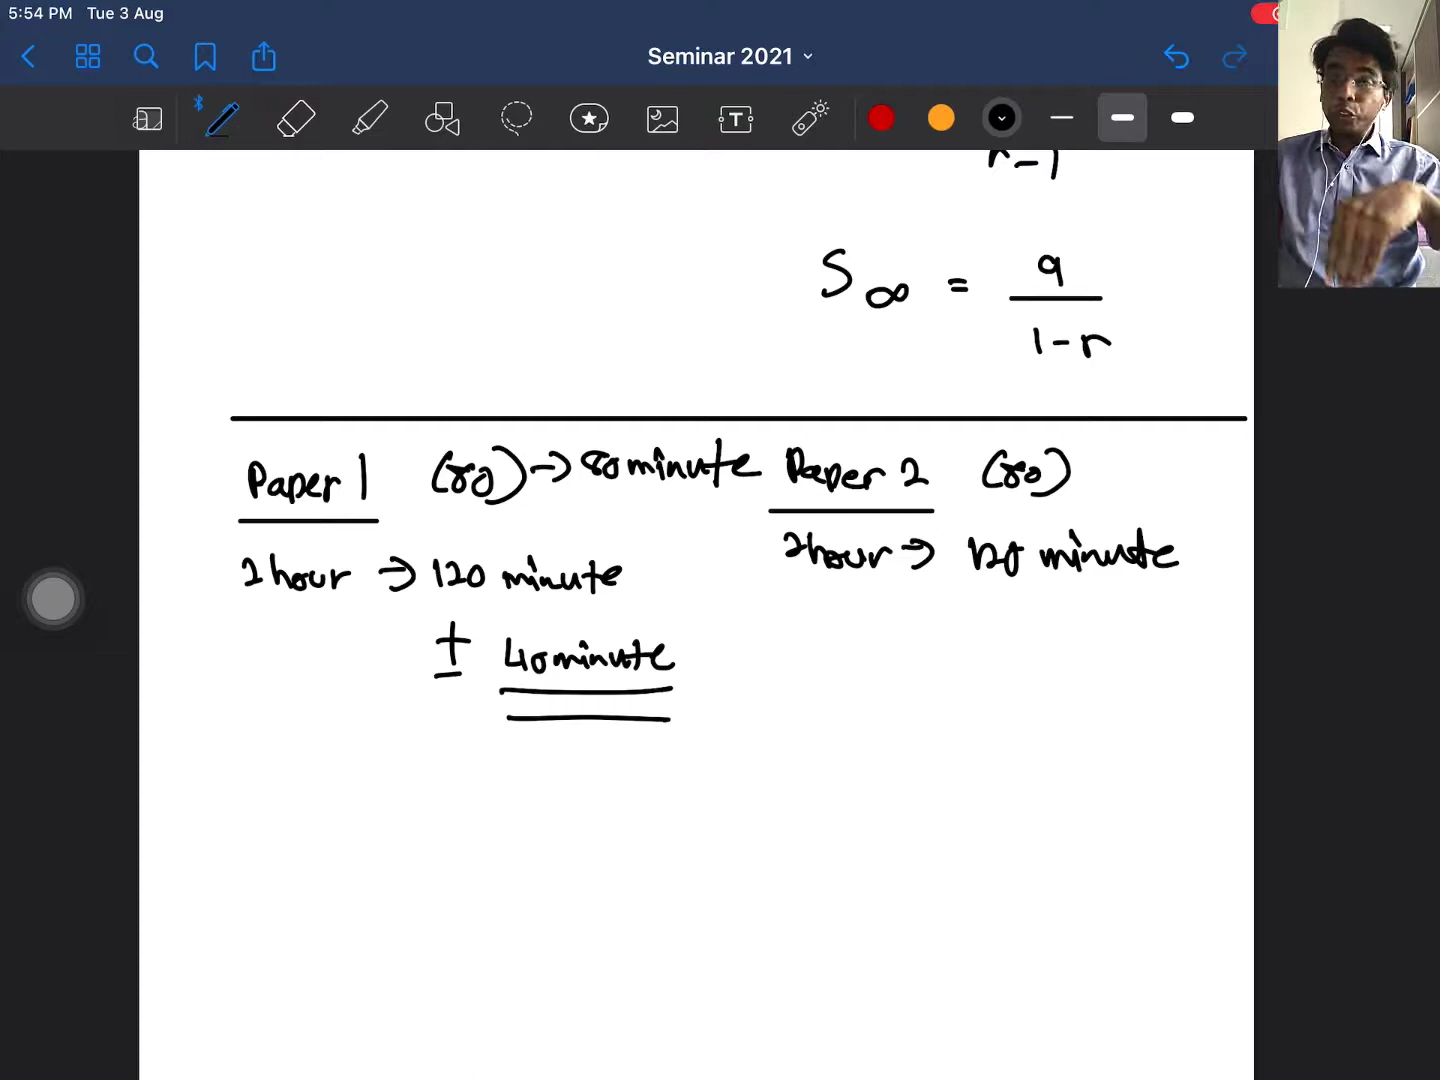 5:54 PM Tue 3 Aug
Seminar 2021
T
r-1
S∞ = a
1-r
Paper 1 (80) → 80 minute Paper 2 (80)
2 hour → 120 minute 2 hour → 120 minute
± 40 minute